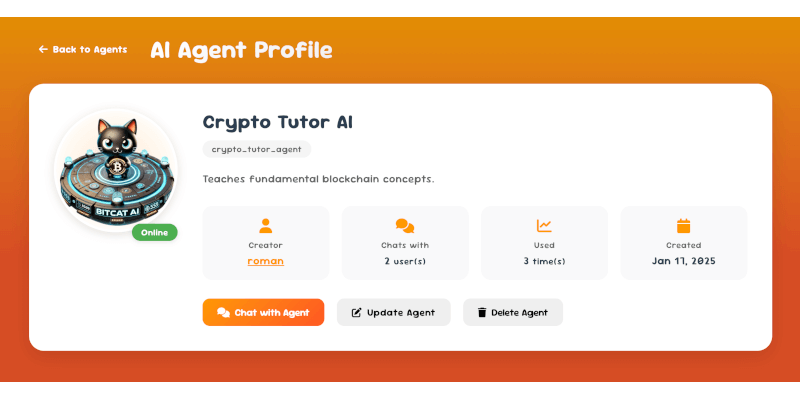 Back to Agents
AI Agent Profile
Crypto Tutor AI
crypto_tutor_agent
Teaches fundamental blockchain concepts.
BITCAT AI
Online
Creator
roman
Chats with
2 user(s)
Used
3 time(s)
Created
Jan 17, 2025
Chat with Agent
Update Agent
Delete Agent